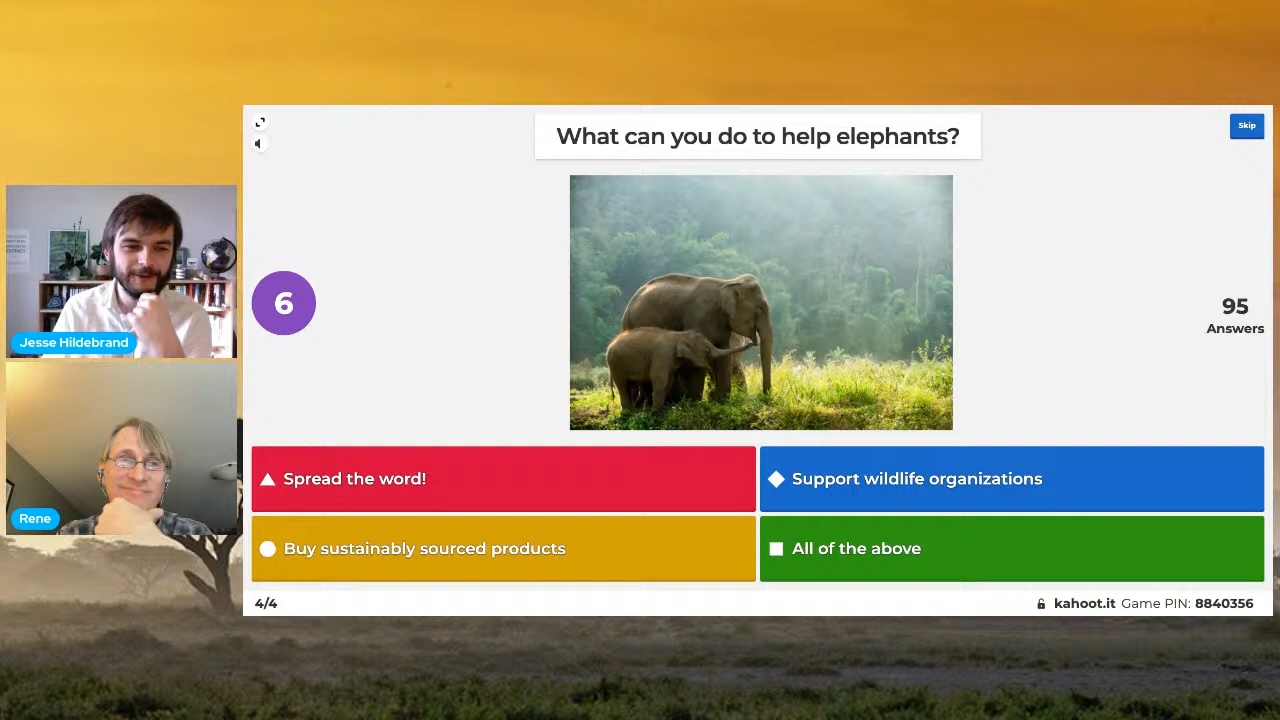 What can you do to help elephants?
Skip
6
95
Answers
Jesse Hildebrand
Rene
Spread the word!
Support wildlife organizations
Buy sustainably sourced products
All of the above
4/4
kahoot.it Game PIN: 8840356